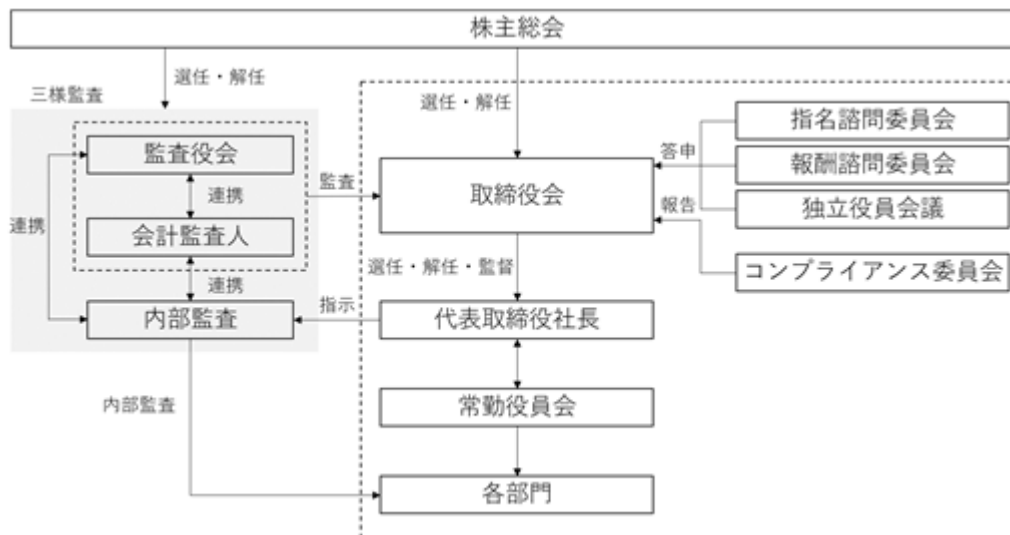 株主総会
選任・解任
三様監査
選任・解任
指名諮問委員会
監査役会
答申
報酬諮問委員会
監査
取締役会
連携
連携
報告
独立役員会議
会計監査人
コンプライアンス委員会
選任・解任・監督
連携
指示
内部監査
代表取締役社長
内部監査
常勤役員会
各部門